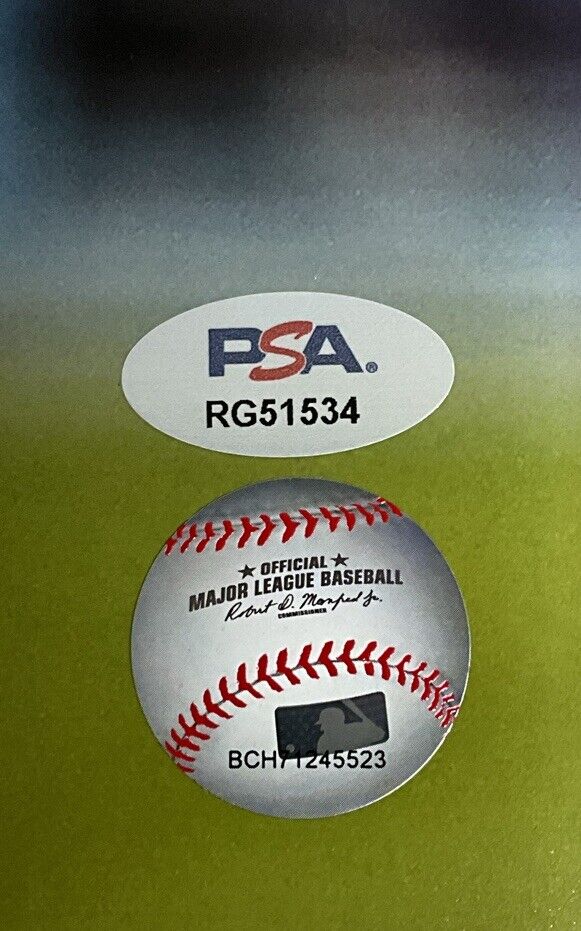 PSA®
RG51534
★ OFFICIAL ★
MAJOR LEAGUE BASEBALL
Robert D. Manfred Jr.
COMMISSIONER
BCH71245523